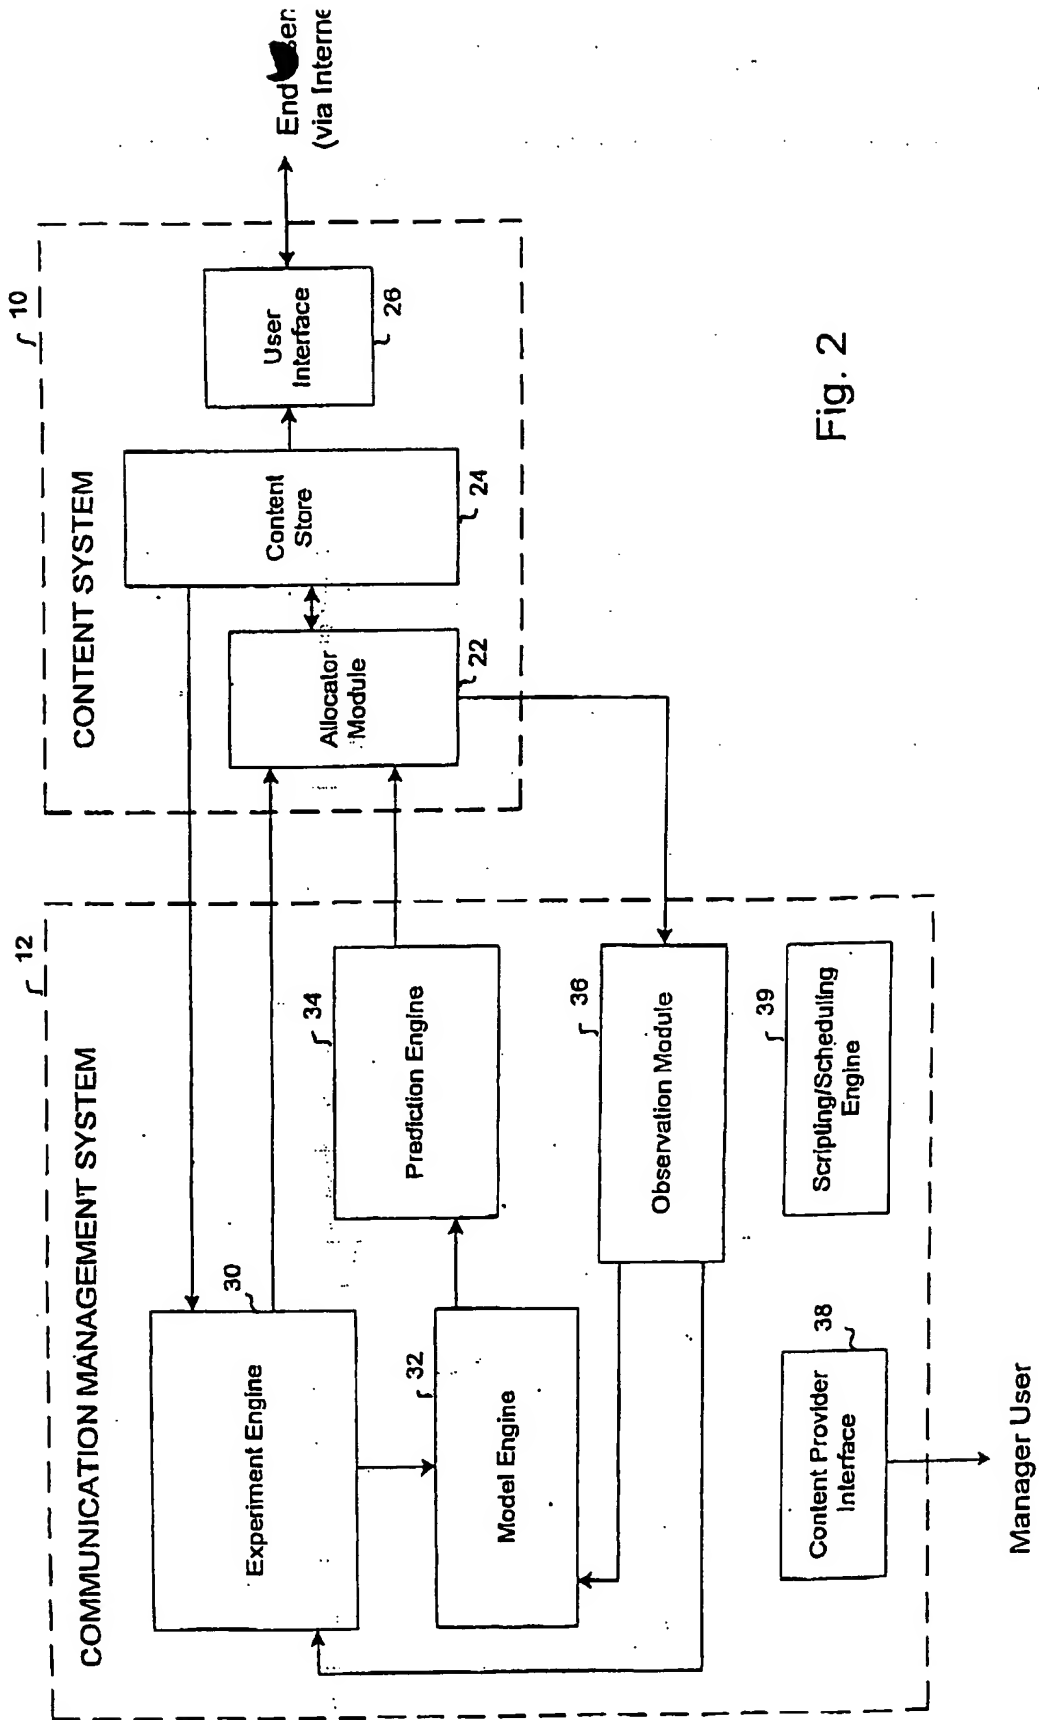 COMMUNICATION MANAGEMENT SYSTEM
12
Experiment Engine
30
Model Engine
32
Prediction Engine
34
Observation Module
36
Content Provider
Interface
38
Scripting/Scheduling
Engine
39
Manager User
CONTENT SYSTEM
10
Allocator
Module
22
Content
Store
24
User
Interface
26
End
(via
Fig. 2